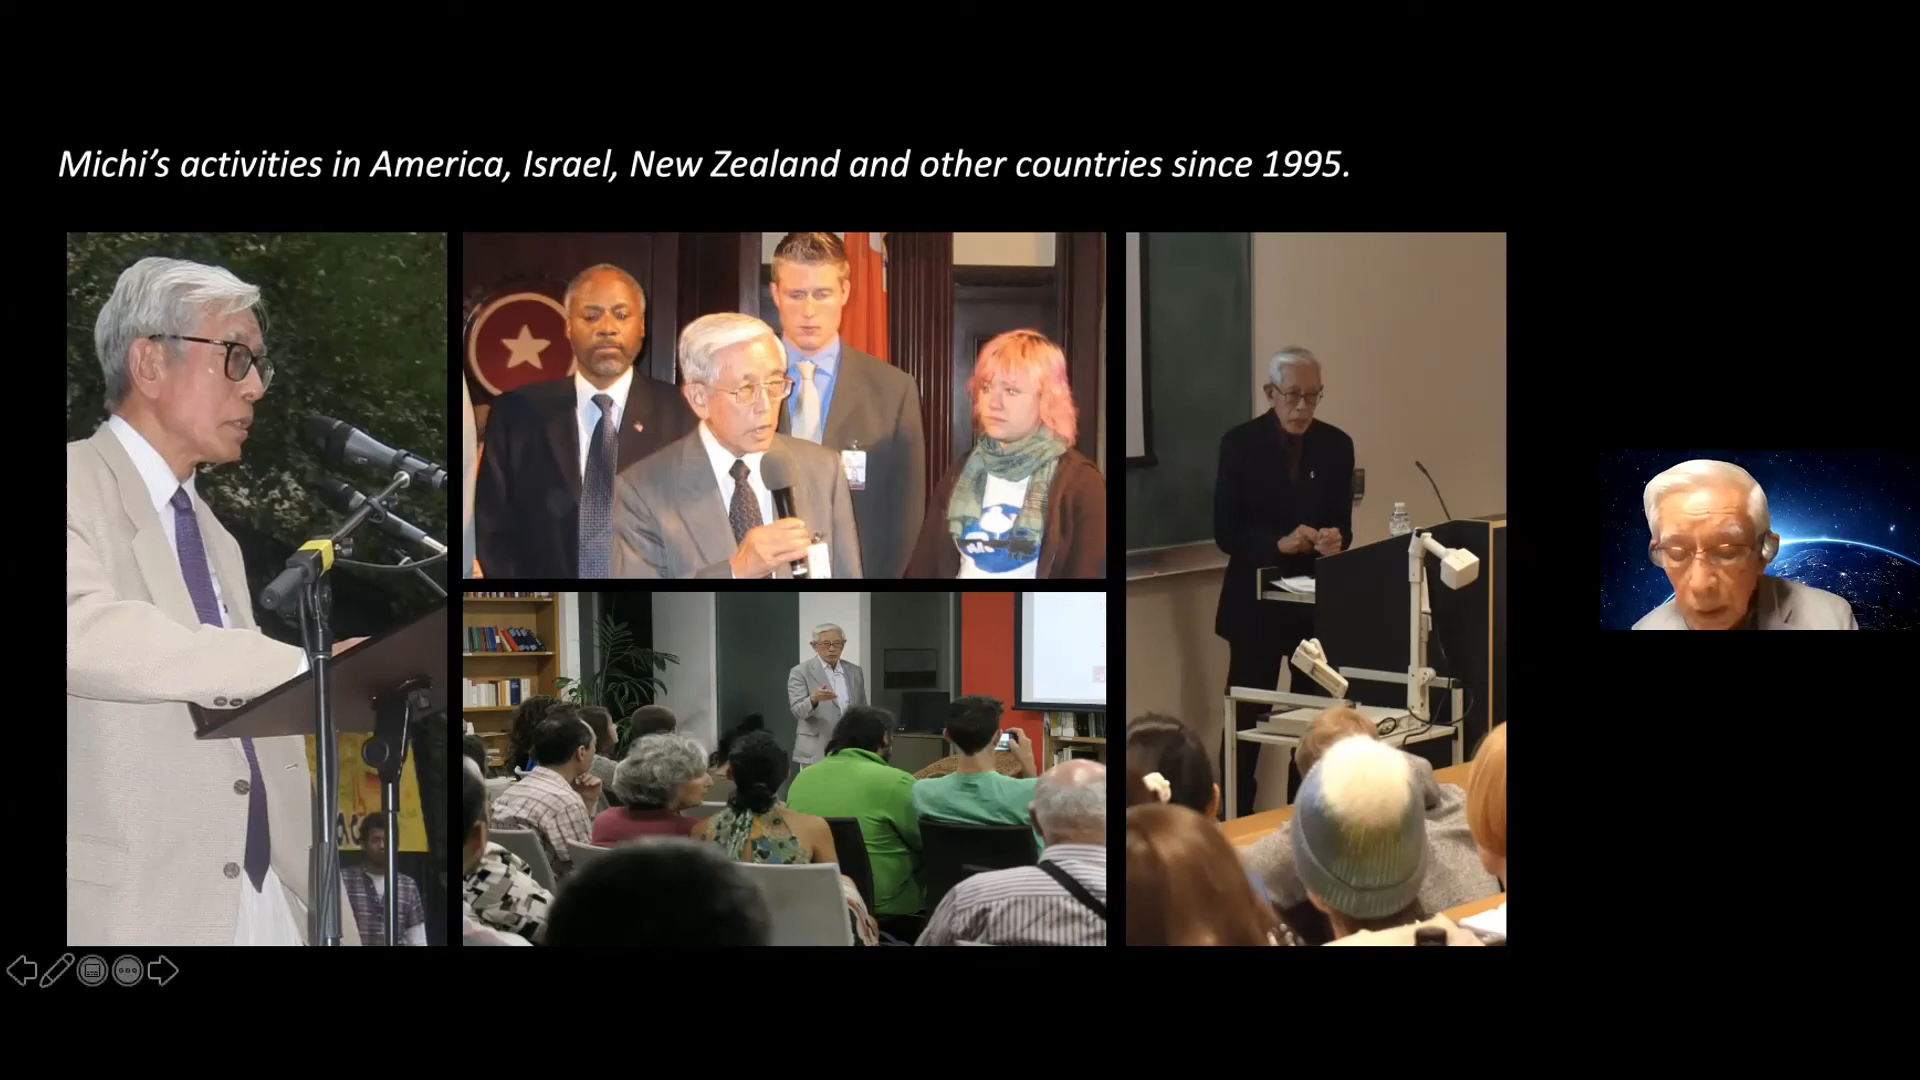 Michi's activities in America, Israel, New Zealand and other countries since 1995.